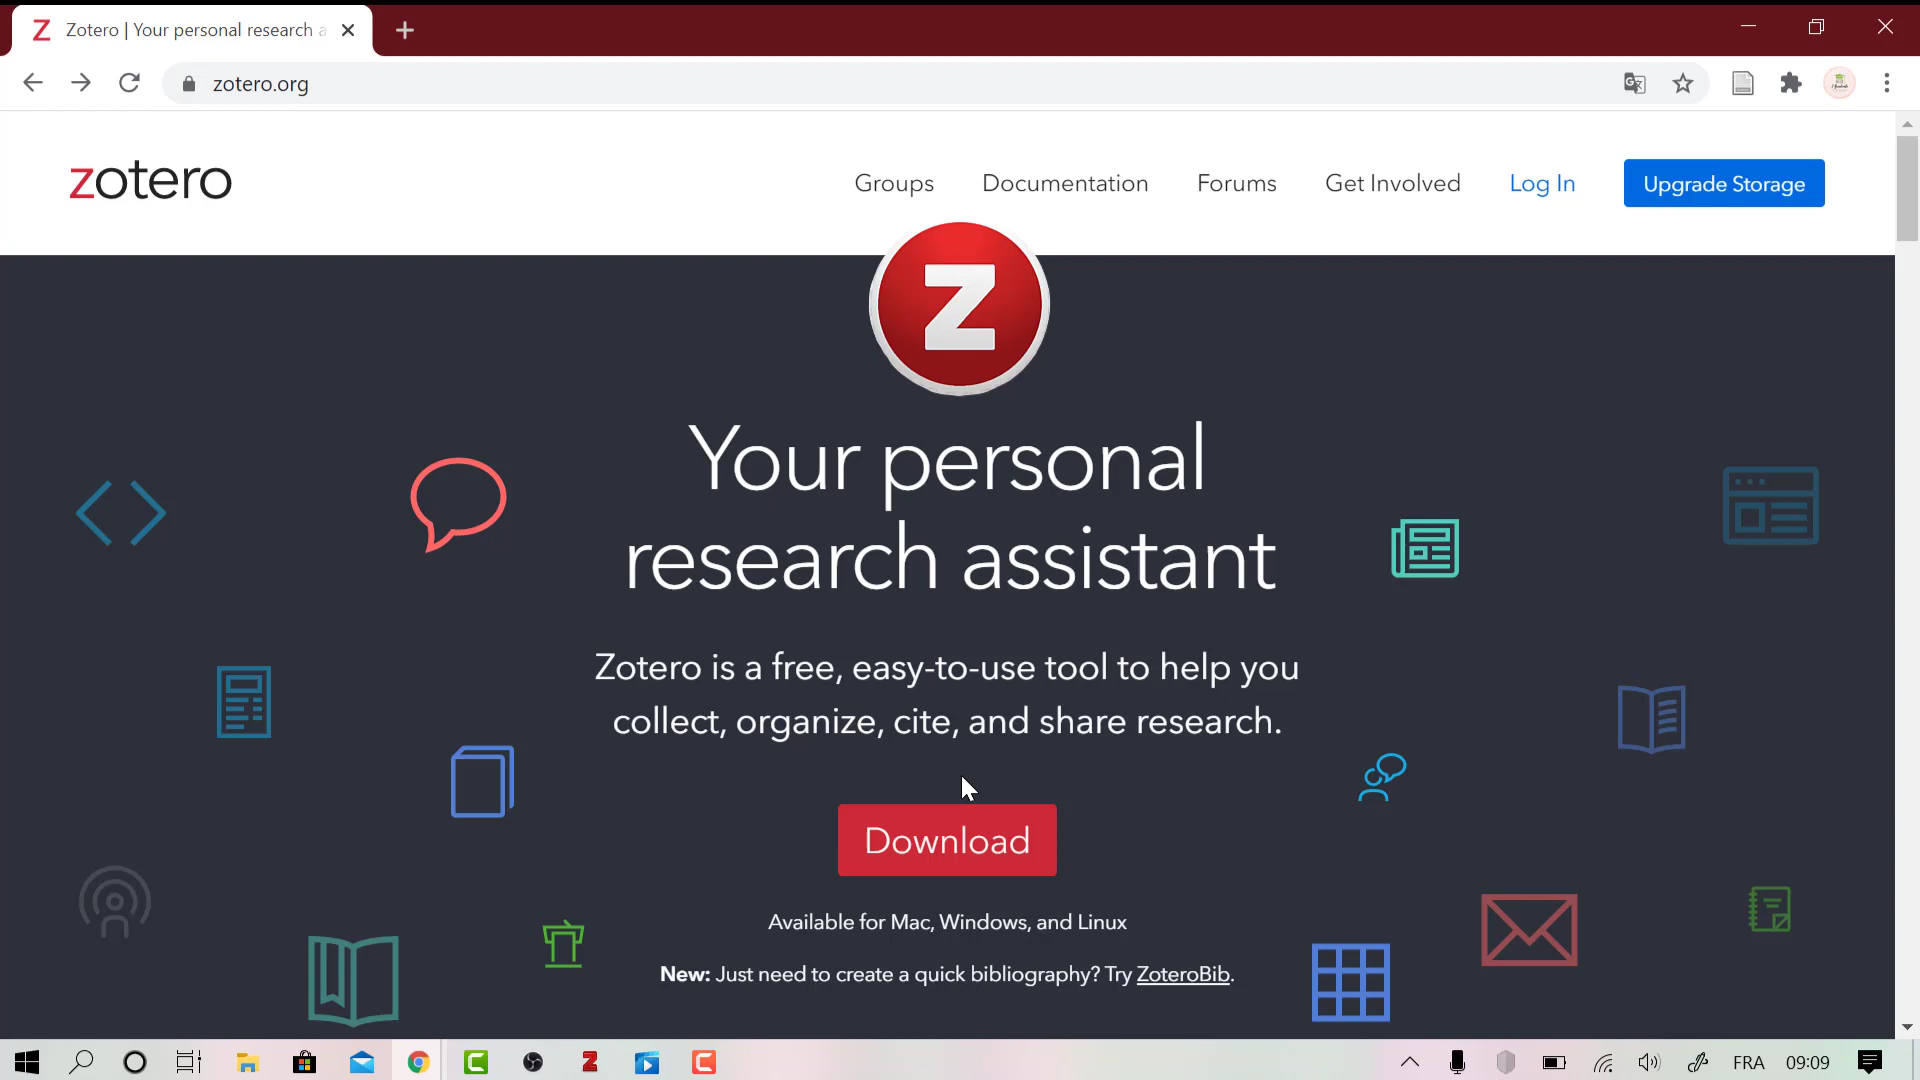 Zotero | Your personal research a
zotero.org
zotero
Groups
Documentation
Forums
Get Involved
Log In
Upgrade Storage
Z
Your personal
research assistant
Zotero is a free, easy-to-use tool to help you
collect, organize, cite, and share research.
Download
Available for Mac, Windows, and Linux
New: Just need to create a quick bibliography? Try ZoteroBib.
FRA
09:09